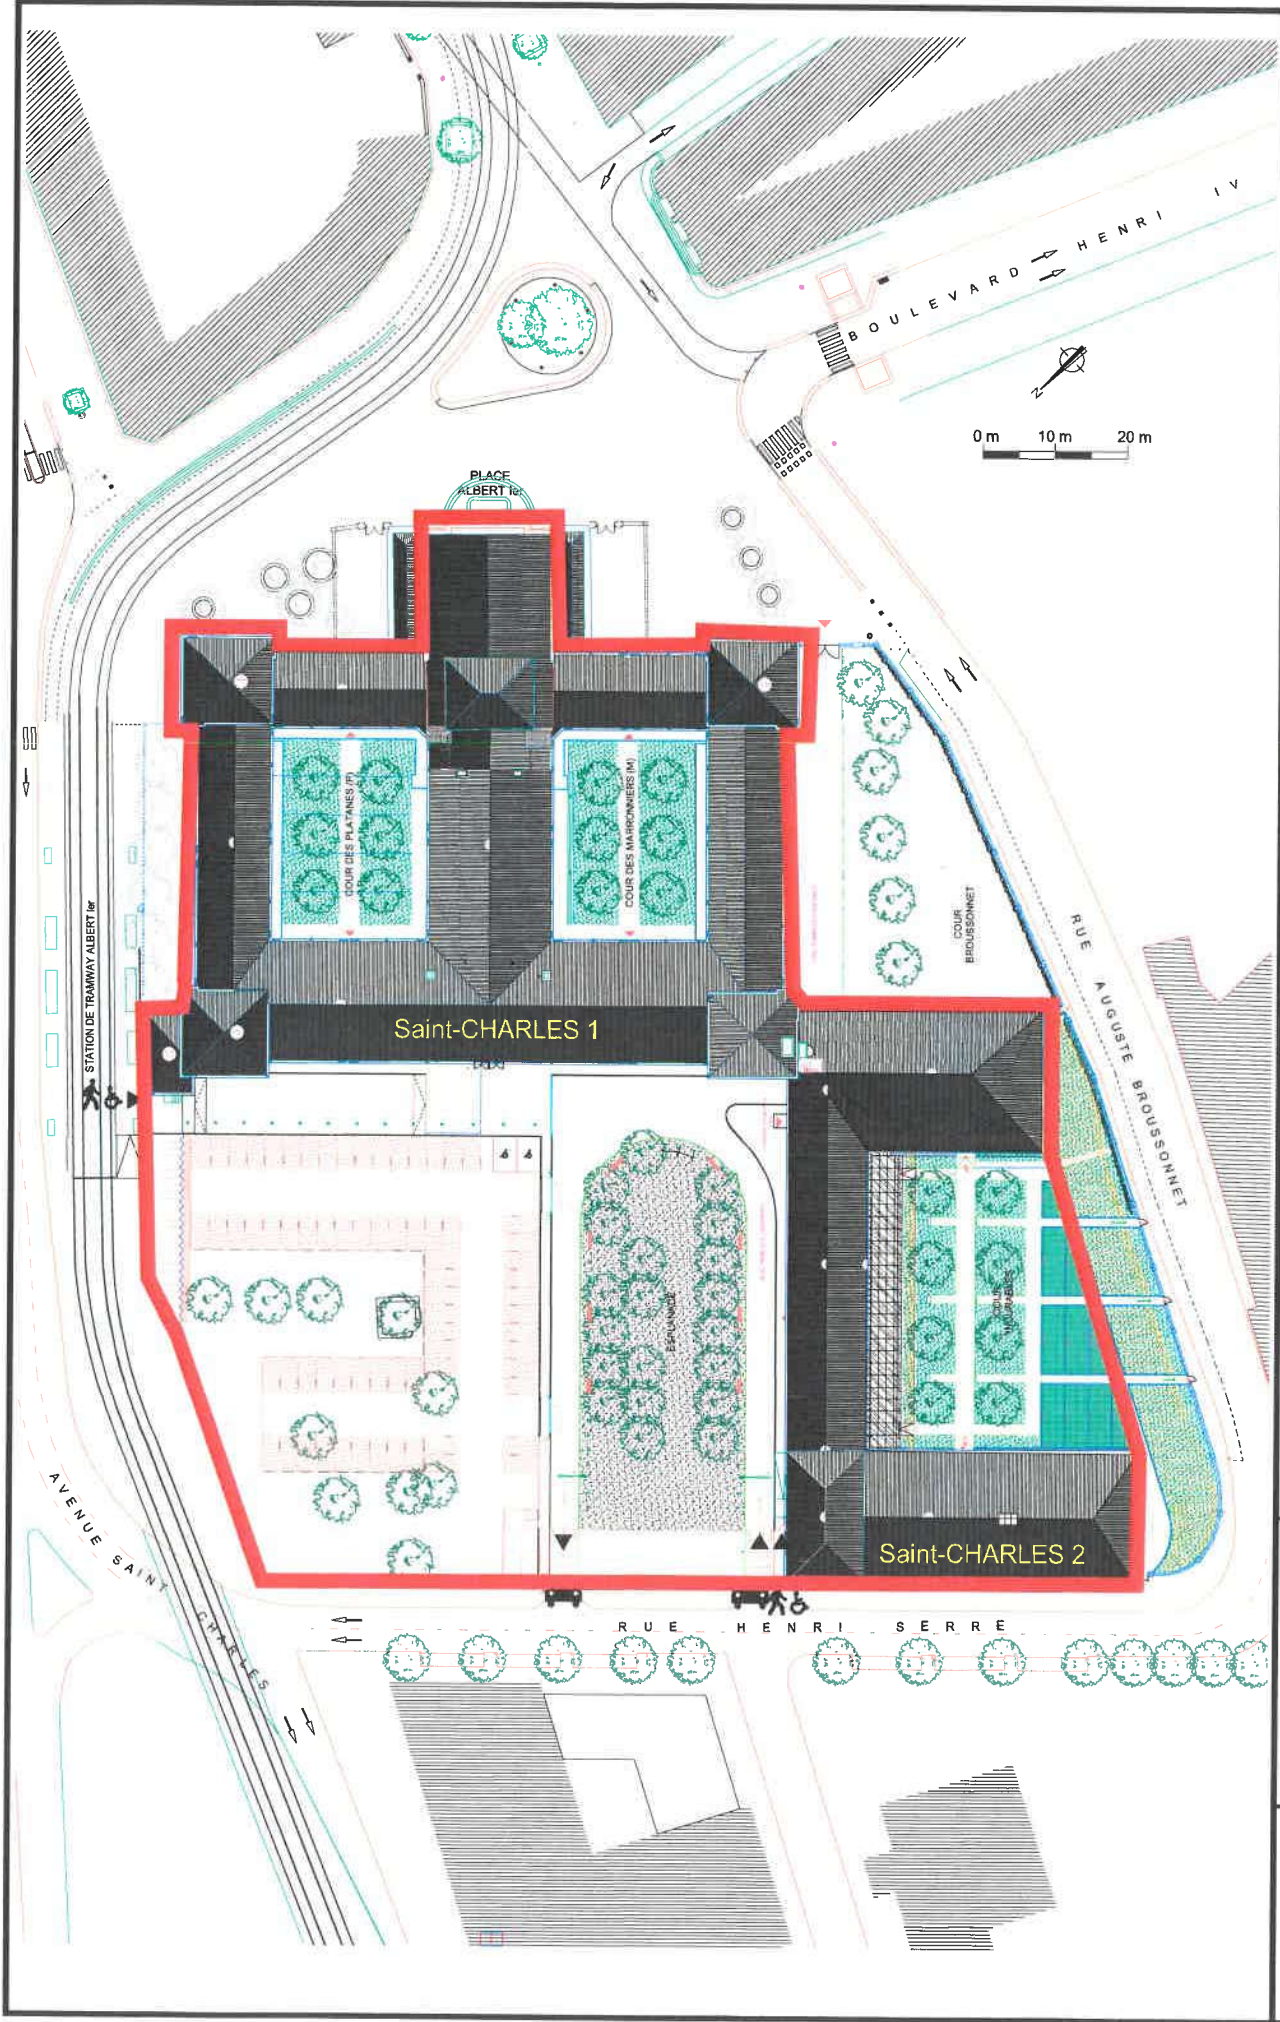 BOULEVARD HENRI IV
N
0 m 10 m 20 m
PLACE
ALBERT Ier
COUR DES PLATANES (P)
COUR DES MARRONNIERS (M)
COUR
BROUSSONNET
STATION DE TRAMWAY ALBERT Ier
RUE AUGUSTE BROUSSONNET
Saint-CHARLES 1
ESPLANADE
COUR
Saint-CHARLES 2
AVENUE SAINT CHARLES
RUE HENRI SERRE